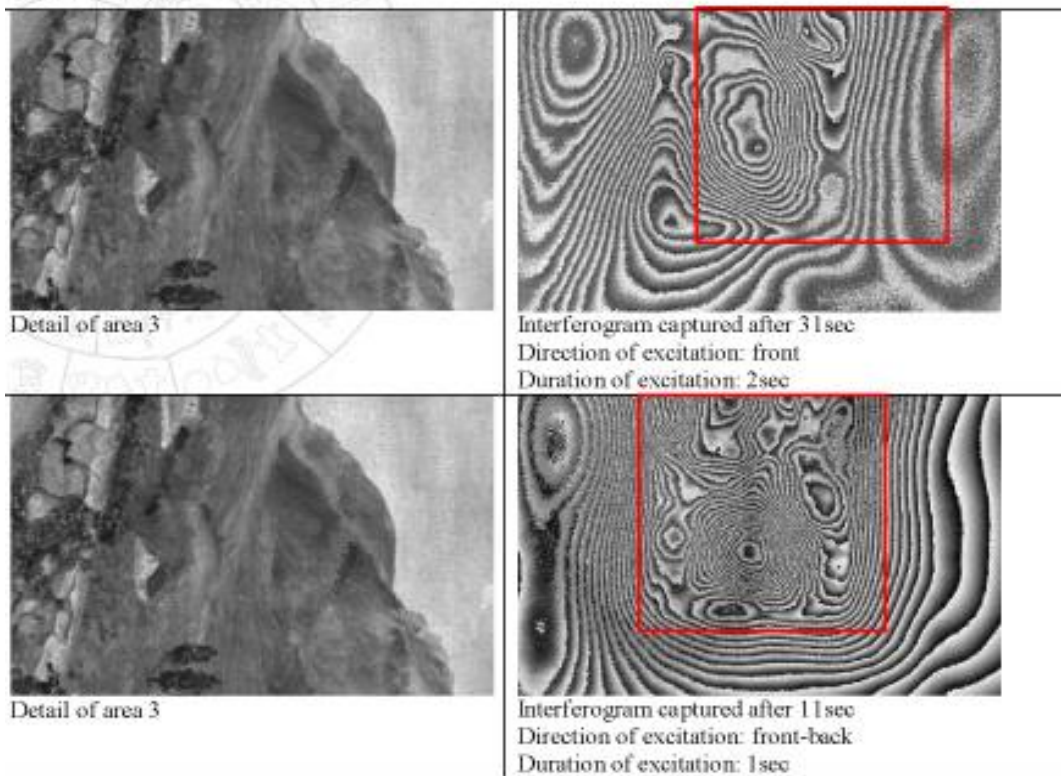 Detail of area 3
Interferogram captured after 31sec
Direction of excitation: front
Duration of excitation: 2sec
Detail of area 3
Interferogram captured after 11sec
Direction of excitation: front-back
Duration of excitation: 1sec